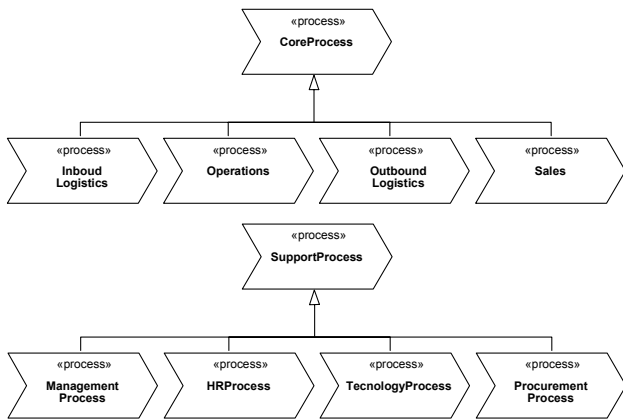 «process»
CoreProcess
«process»
Inboud
Logistics
«process»
Operations
«process»
Outbound
Logistics
«process»
Sales
«process»
SupportProcess
«process»
Management
Process
«process»
HRProcess
«process»
TecnologyProcess
«process»
Procurement
Process